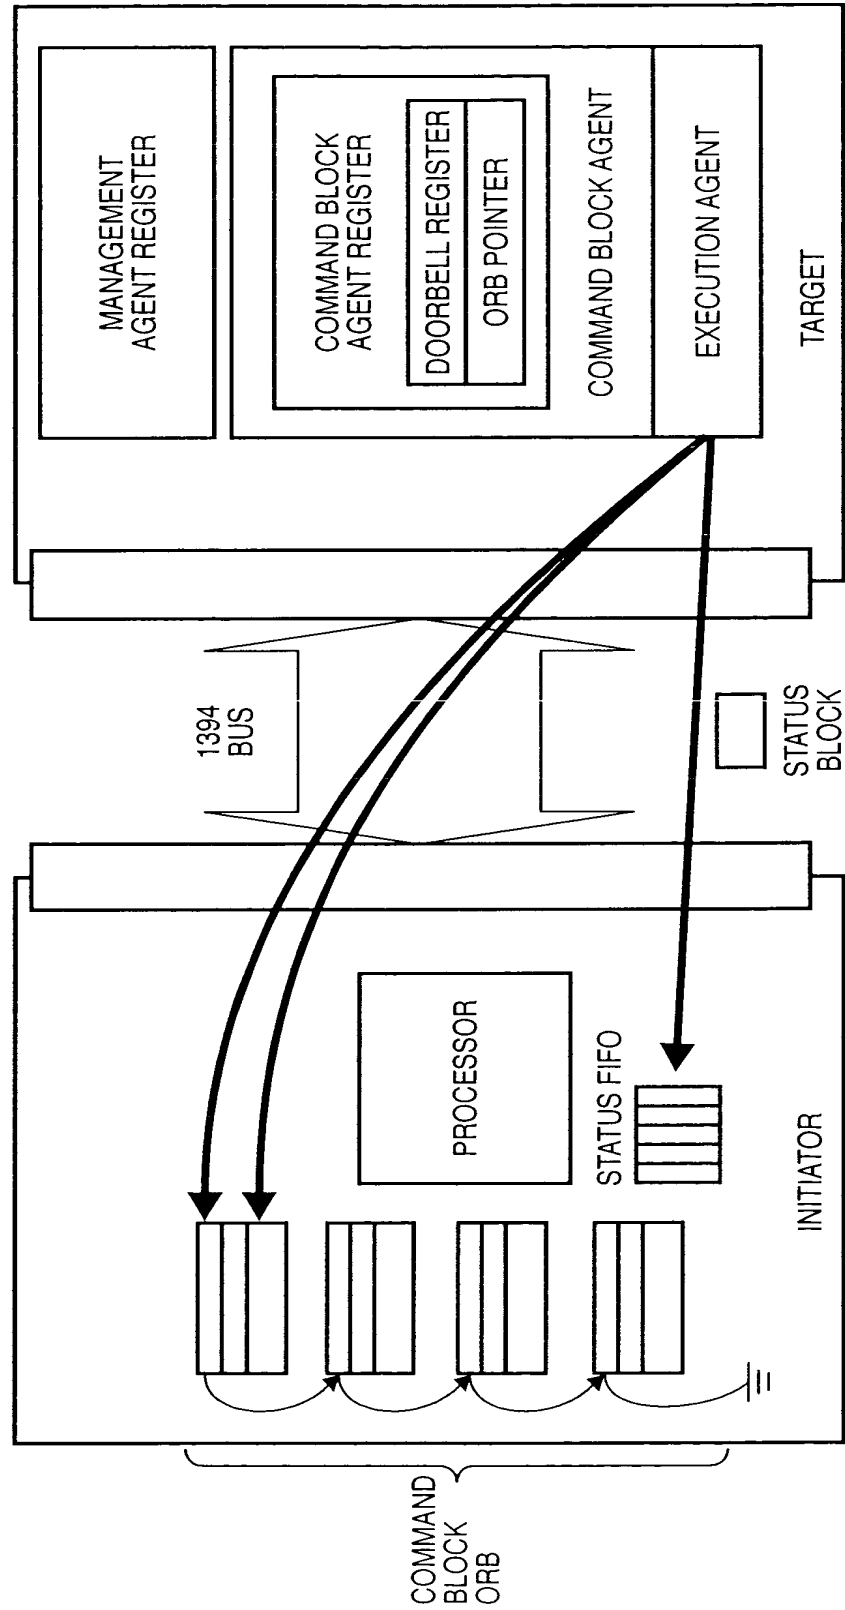 COMMAND
BLOCK
ORB
INITIATOR
PROCESSOR
STATUS FIFO
1394
BUS
STATUS
BLOCK
MANAGEMENT
AGENT REGISTER
COMMAND BLOCK
AGENT REGISTER
DOORBELL REGISTER
ORB POINTER
COMMAND BLOCK AGENT
EXECUTION AGENT
TARGET